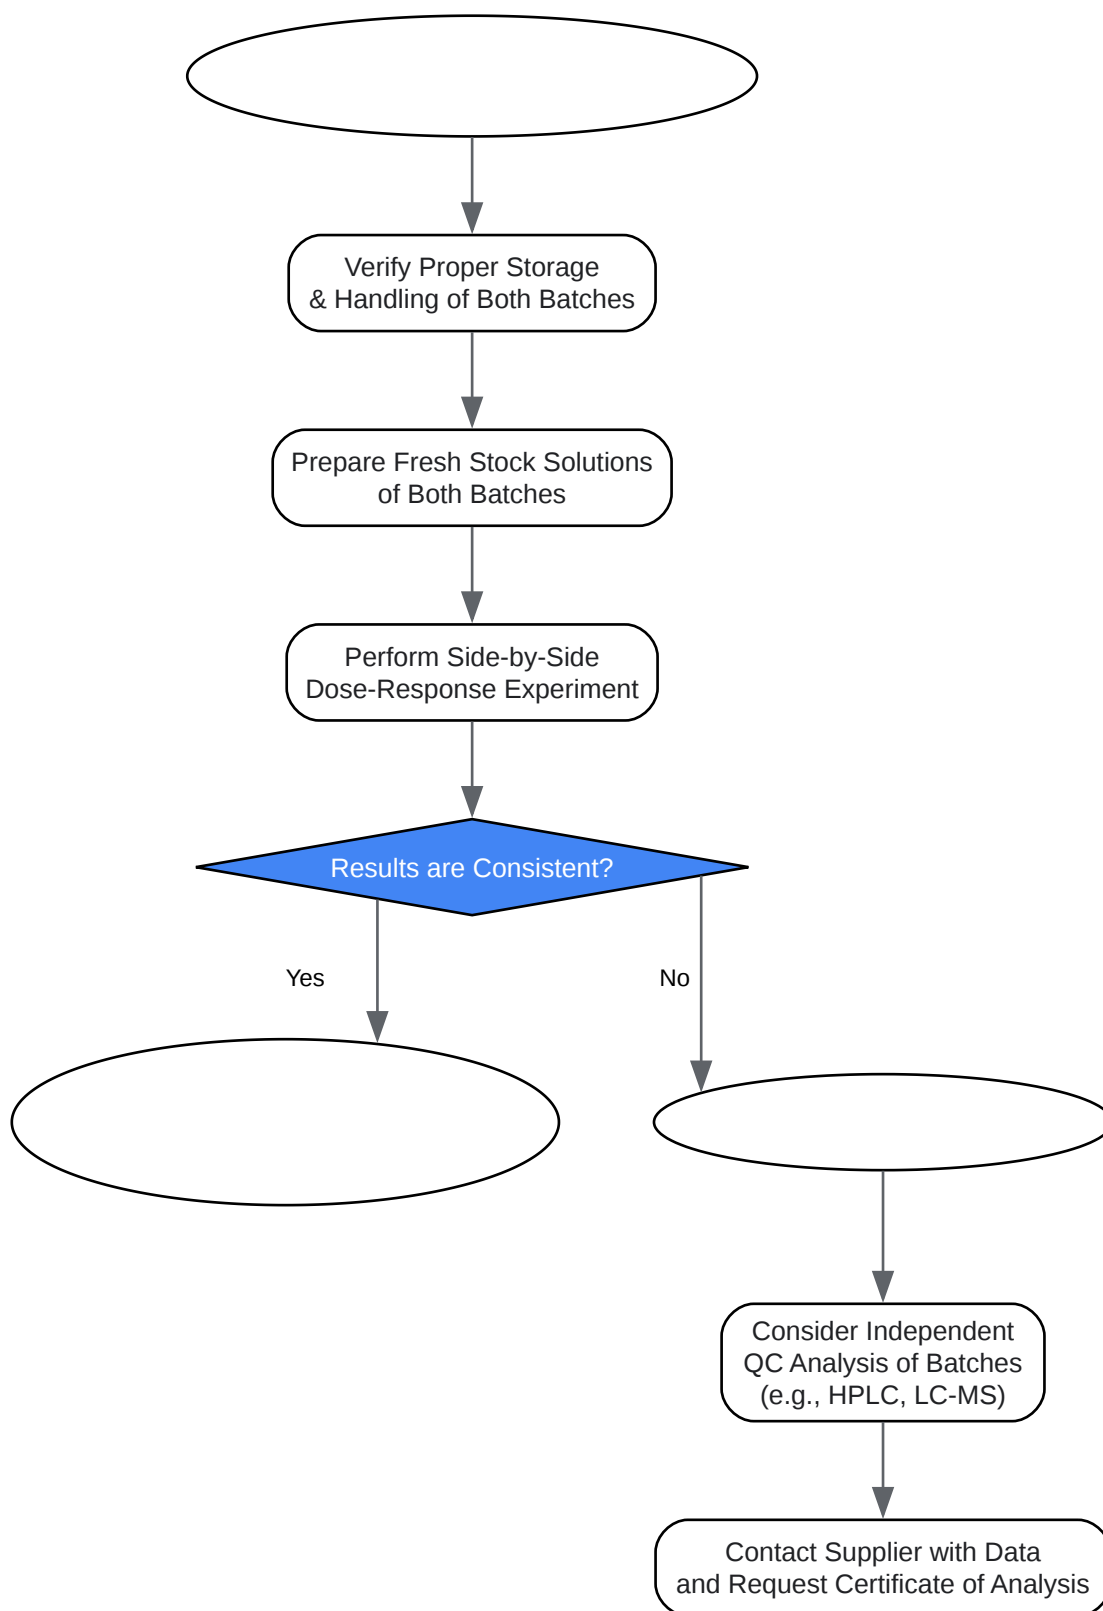 Verify Proper Storage
& Handling of Both Batches
Prepare Fresh Stock Solutions
of Both Batches
Perform Side-by-Side
Dose-Response Experiment
Results are Consistent?
Yes
No
Consider Independent
QC Analysis of Batches
(e.g., HPLC, LC-MS)
Contact Supplier with Data
and Request Certificate of Analysis